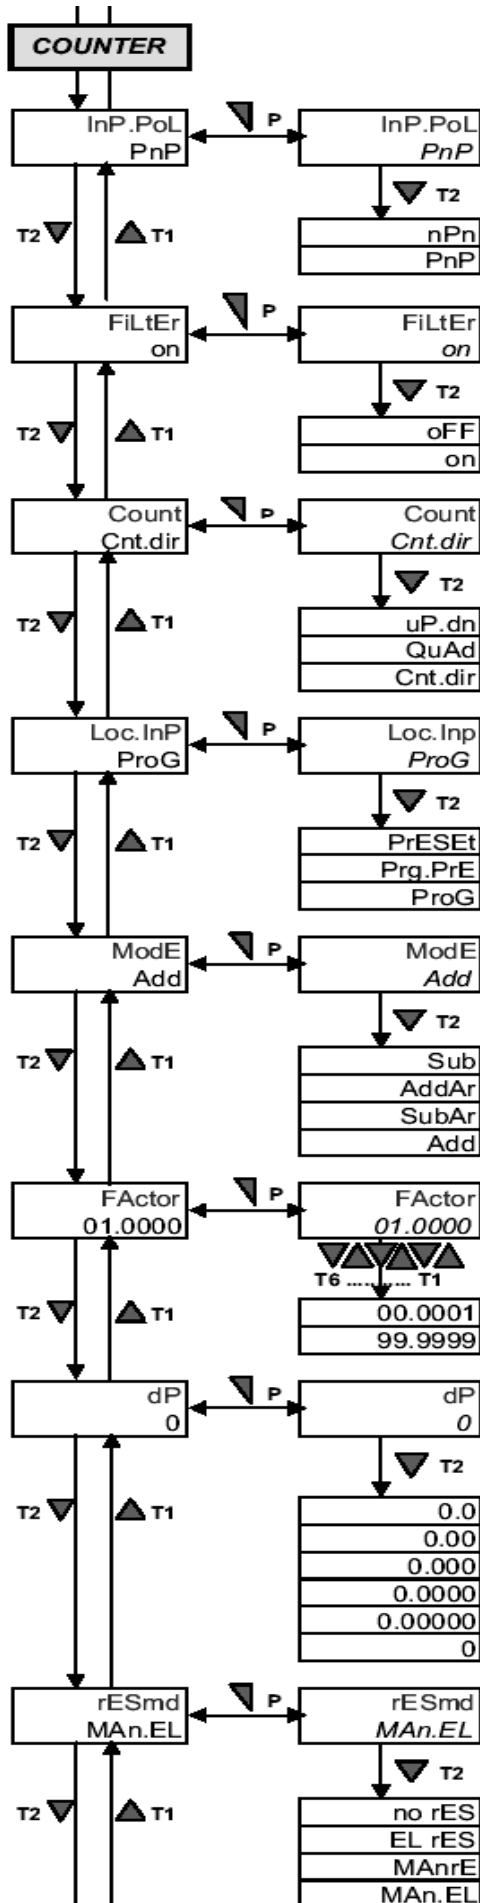 COUNTER
InP.PoL
PnP
P
InP.PoL
PnP
T2
nPn
PnP
T2
T1
FiLtEr
on
P
FiLtEr
on
T2
oFF
on
T2
T1
Count
Cnt.dir
P
Count
Cnt.dir
T2
uP.dn
QuAd
Cnt.dir
T2
T1
Loc.InP
ProG
P
Loc.Inp
ProG
T2
PrESEt
Prg.PrE
ProG
T2
T1
ModE
Add
P
ModE
Add
T2
Sub
AddAr
SubAr
Add
T2
T1
FActor
01.0000
P
FActor
01.0000
T6 ............ T1
00.0001
99.9999
T2
T1
dP
0
P
dP
0
T2
0.0
0.00
0.000
0.0000
0.00000
0
T2
T1
rESmd
MAn.EL
P
rESmd
MAn.EL
T2
no rES
EL rES
MAnrE
MAn.EL
T2
T1